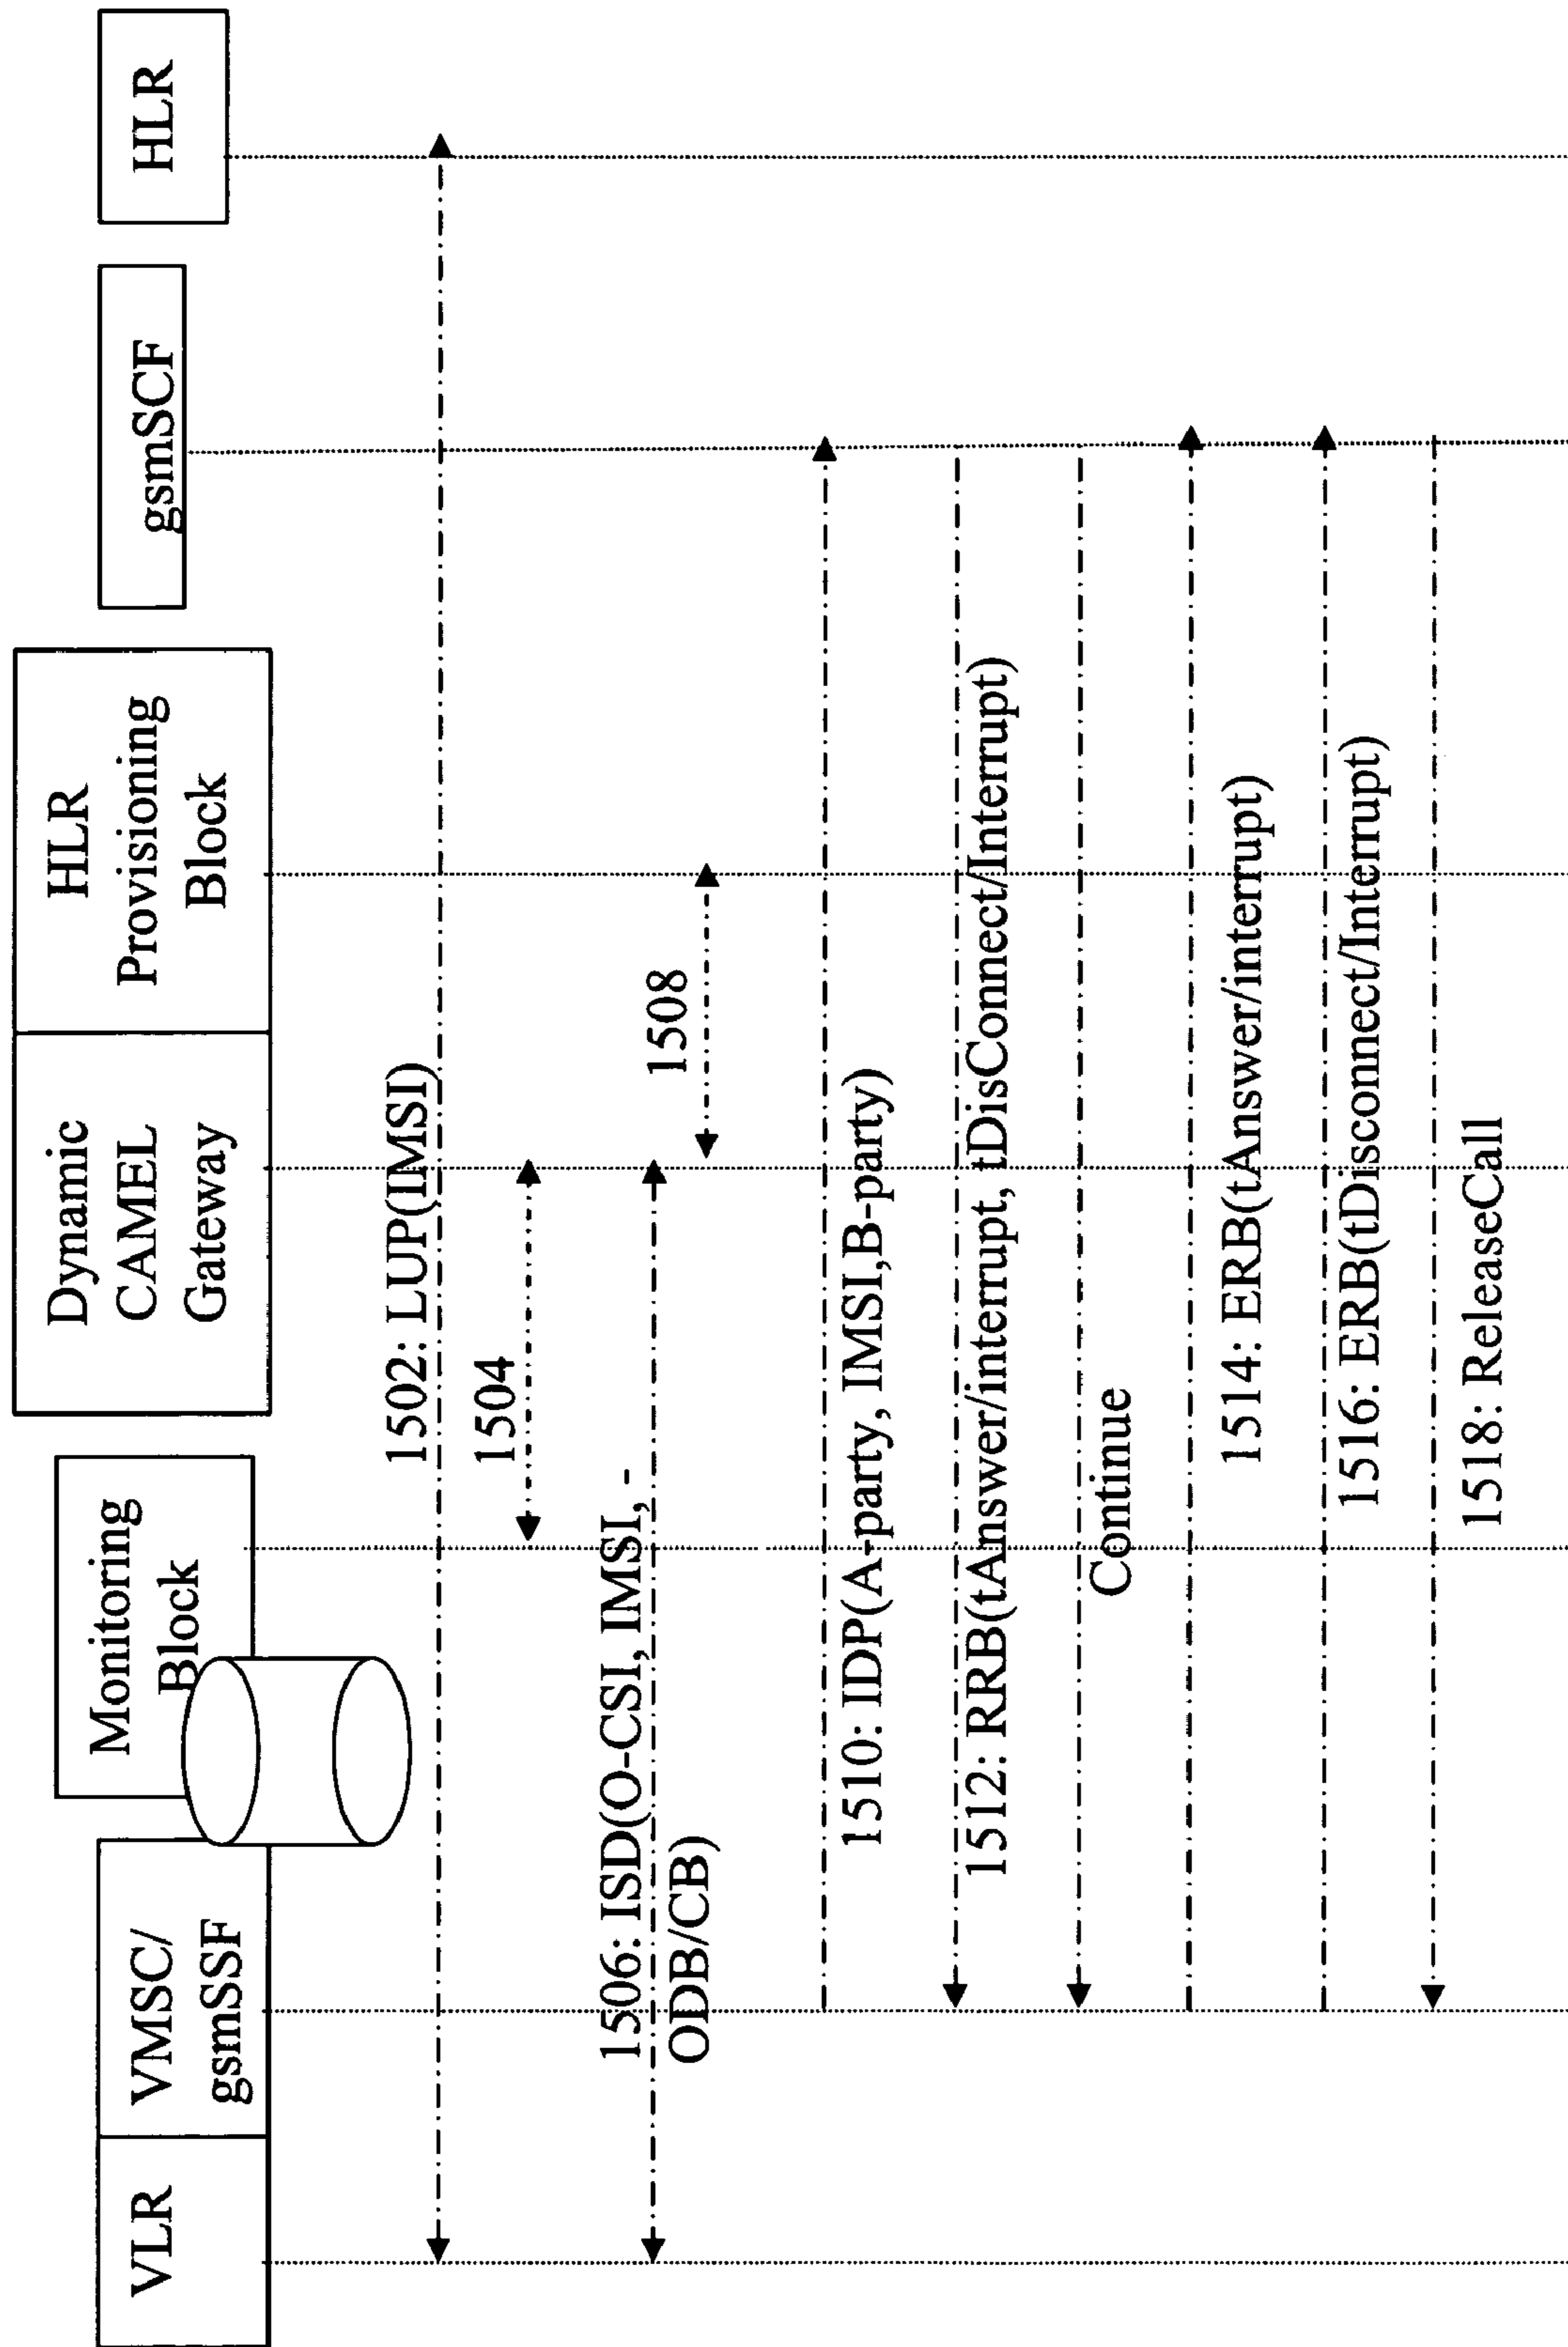 VLR
VMSC/
gsmSSF
Monitoring
Block
Dynamic
CAMEL
Gateway
HLR
Provisioning
Block
gsmSCF
HLR
1502: LUP(IMSI)
1504
1506: ISD(O-CSI, IMSI, -
ODB/CB)
1508
1510: IDP(A-party, IMSI,B-party)
1512: RRB(tAnswer/interrupt, tDisConnect/Interrupt)
Continue
1514: ERB(tAnswer/interrupt)
1516: ERB(tDisconnect/Interrupt)
1518: ReleaseCall